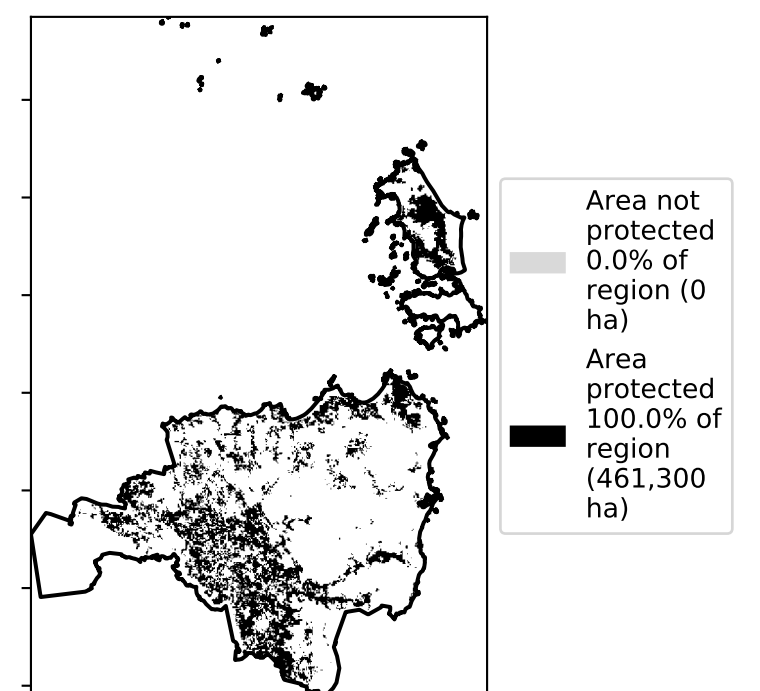 Area not
protected
0.0% of
region (0
ha)
Area
protected
100.0% of
region
(461,300
ha)